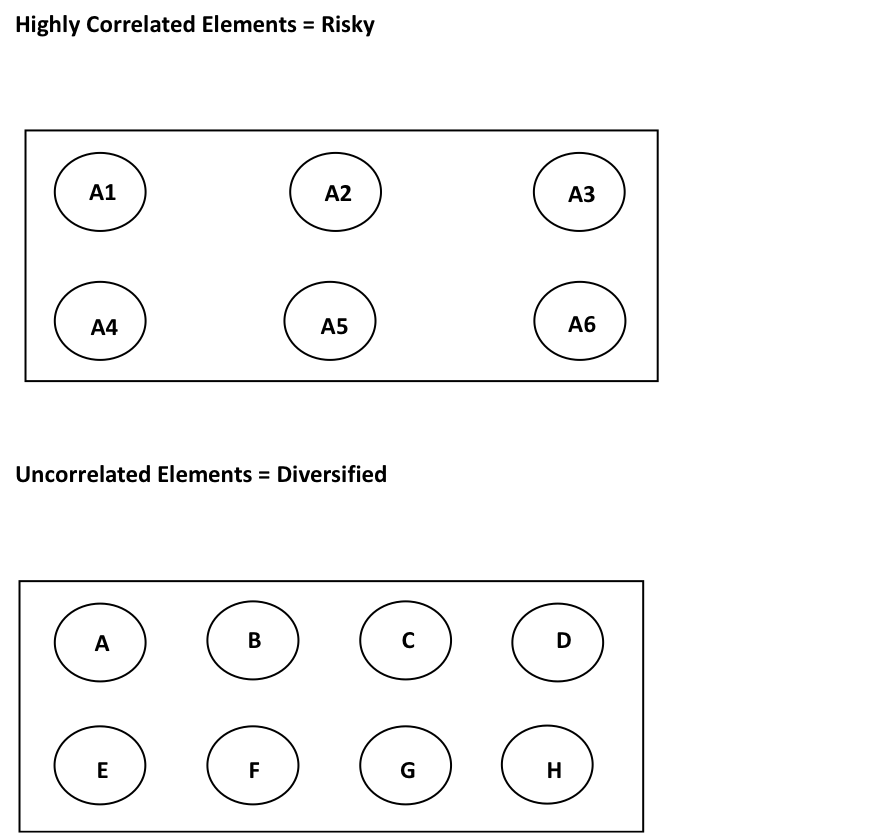 Highly Correlated Elements = Risky
A1 A2 A3
A4 A5 A6
Uncorrelated Elements = Diversified
A B C D
E F G H